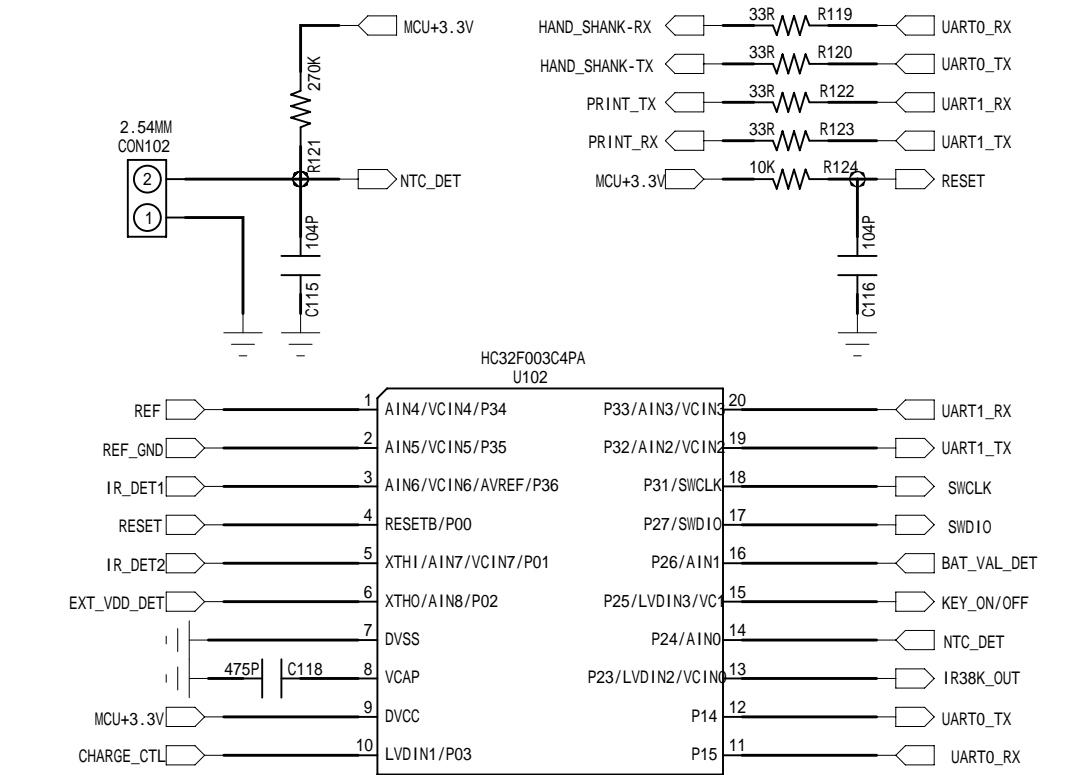 MCU+3.3V
270K
R121
2.54MM
CON102
2
1
NTC_DET
104P
C115
HAND_SHANK-RX 33R R119 UART0_RX
HAND_SHANK-TX 33R R120 UART0_TX
PRINT_TX 33R R122 UART1_RX
PRINT_RX 33R R123 UART1_TX
MCU+3.3V 10K R124 RESET
104P
C116
HC32F003C4PA
U102
REF 1 AIN4/VCIN4/P34 P33/AIN3/VCIN3 20 UART1_RX
REF_GND 2 AIN5/VCIN5/P35 P32/AIN2/VCIN2 19 UART1_TX
IR_DET1 3 AIN6/VCIN6/AVREF/P36 P31/SWCLK 18 SWCLK
RESET 4 RESETB/P00 P27/SWDIO 17 SWDIO
IR_DET2 5 XTHI/AIN7/VCIN7/P01 P26/AIN1 16 BAT_VAL_DET
EXT_VDD_DET 6 XTHO/AIN8/P02 P25/LVDIN3/VC1 15 KEY_ON/OFF
7 DVSS P24/AIN0 14 NTC_DET
475P C118 8 VCAP P23/LVDIN2/VCIN0 13 IR38K_OUT
MCU+3.3V 9 DVCC P14 12 UART0_TX
CHARGE_CTL 10 LVDIN1/P03 P15 11 UART0_RX